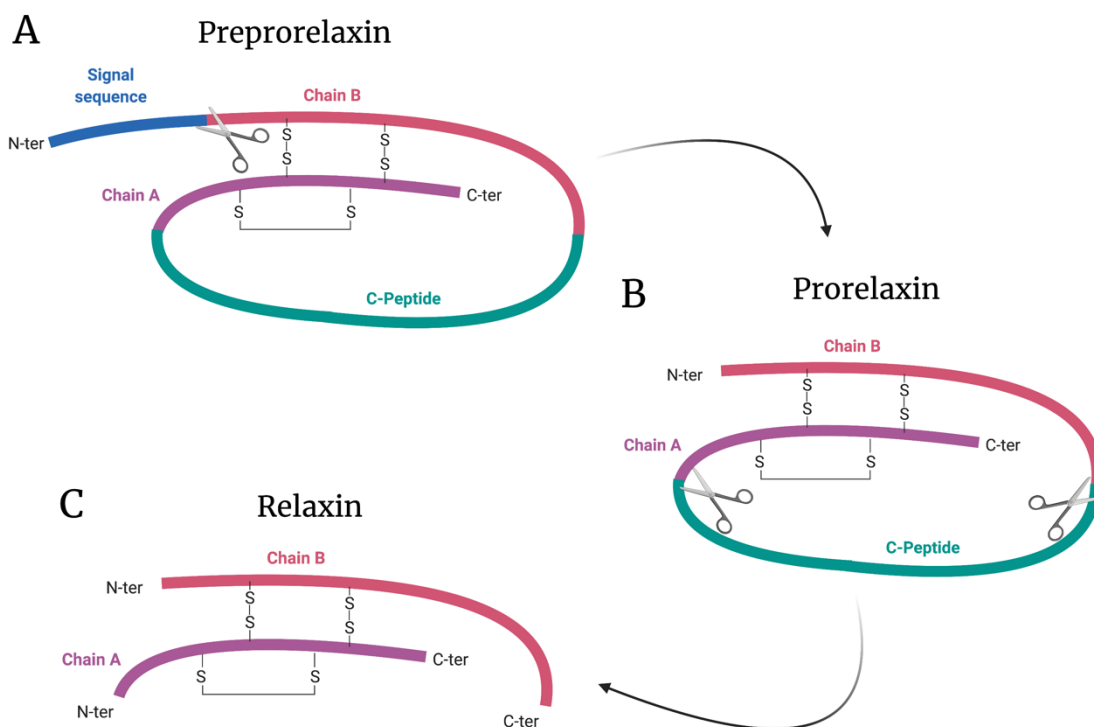 A
Preprorelaxin
Signal
sequence
Chain B
N-ter
S
S
S
S
Chain A
C-ter
S
S
C-Peptide
B
Prorelaxin
Chain B
N-ter
S
S
S
S
Chain A
C-ter
S
S
C-Peptide
C
Relaxin
Chain B
N-ter
S
S
S
S
Chain A
C-ter
S
S
N-ter
C-ter